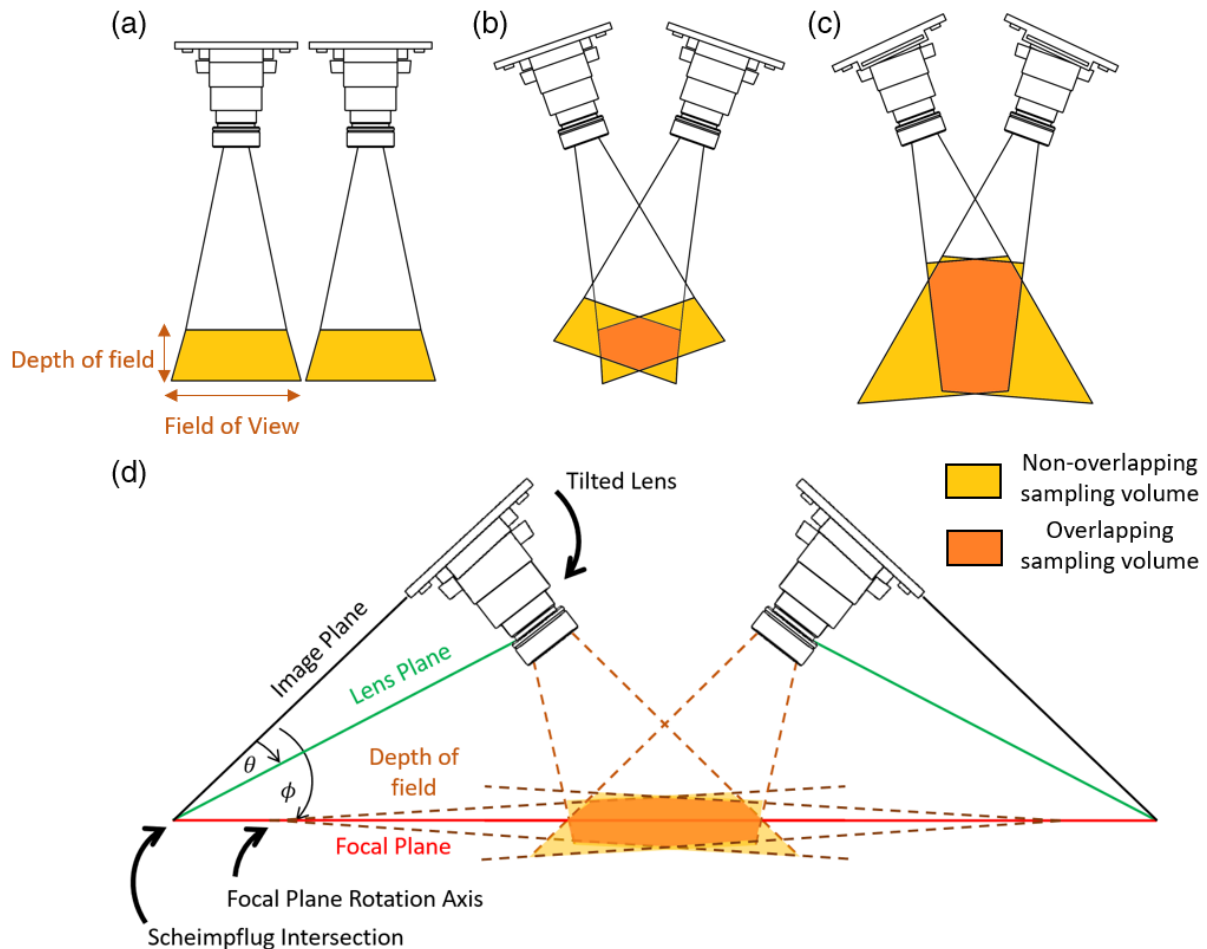 (a)
(b)
(c)
Depth of field
Field of View
(d)
Tilted Lens
Non-overlapping
sampling volume
Overlapping
sampling volume
Image Plane
Lens Plane
θ
ϕ
Depth of
field
Focal Plane
Focal Plane Rotation Axis
Scheimpflug Intersection